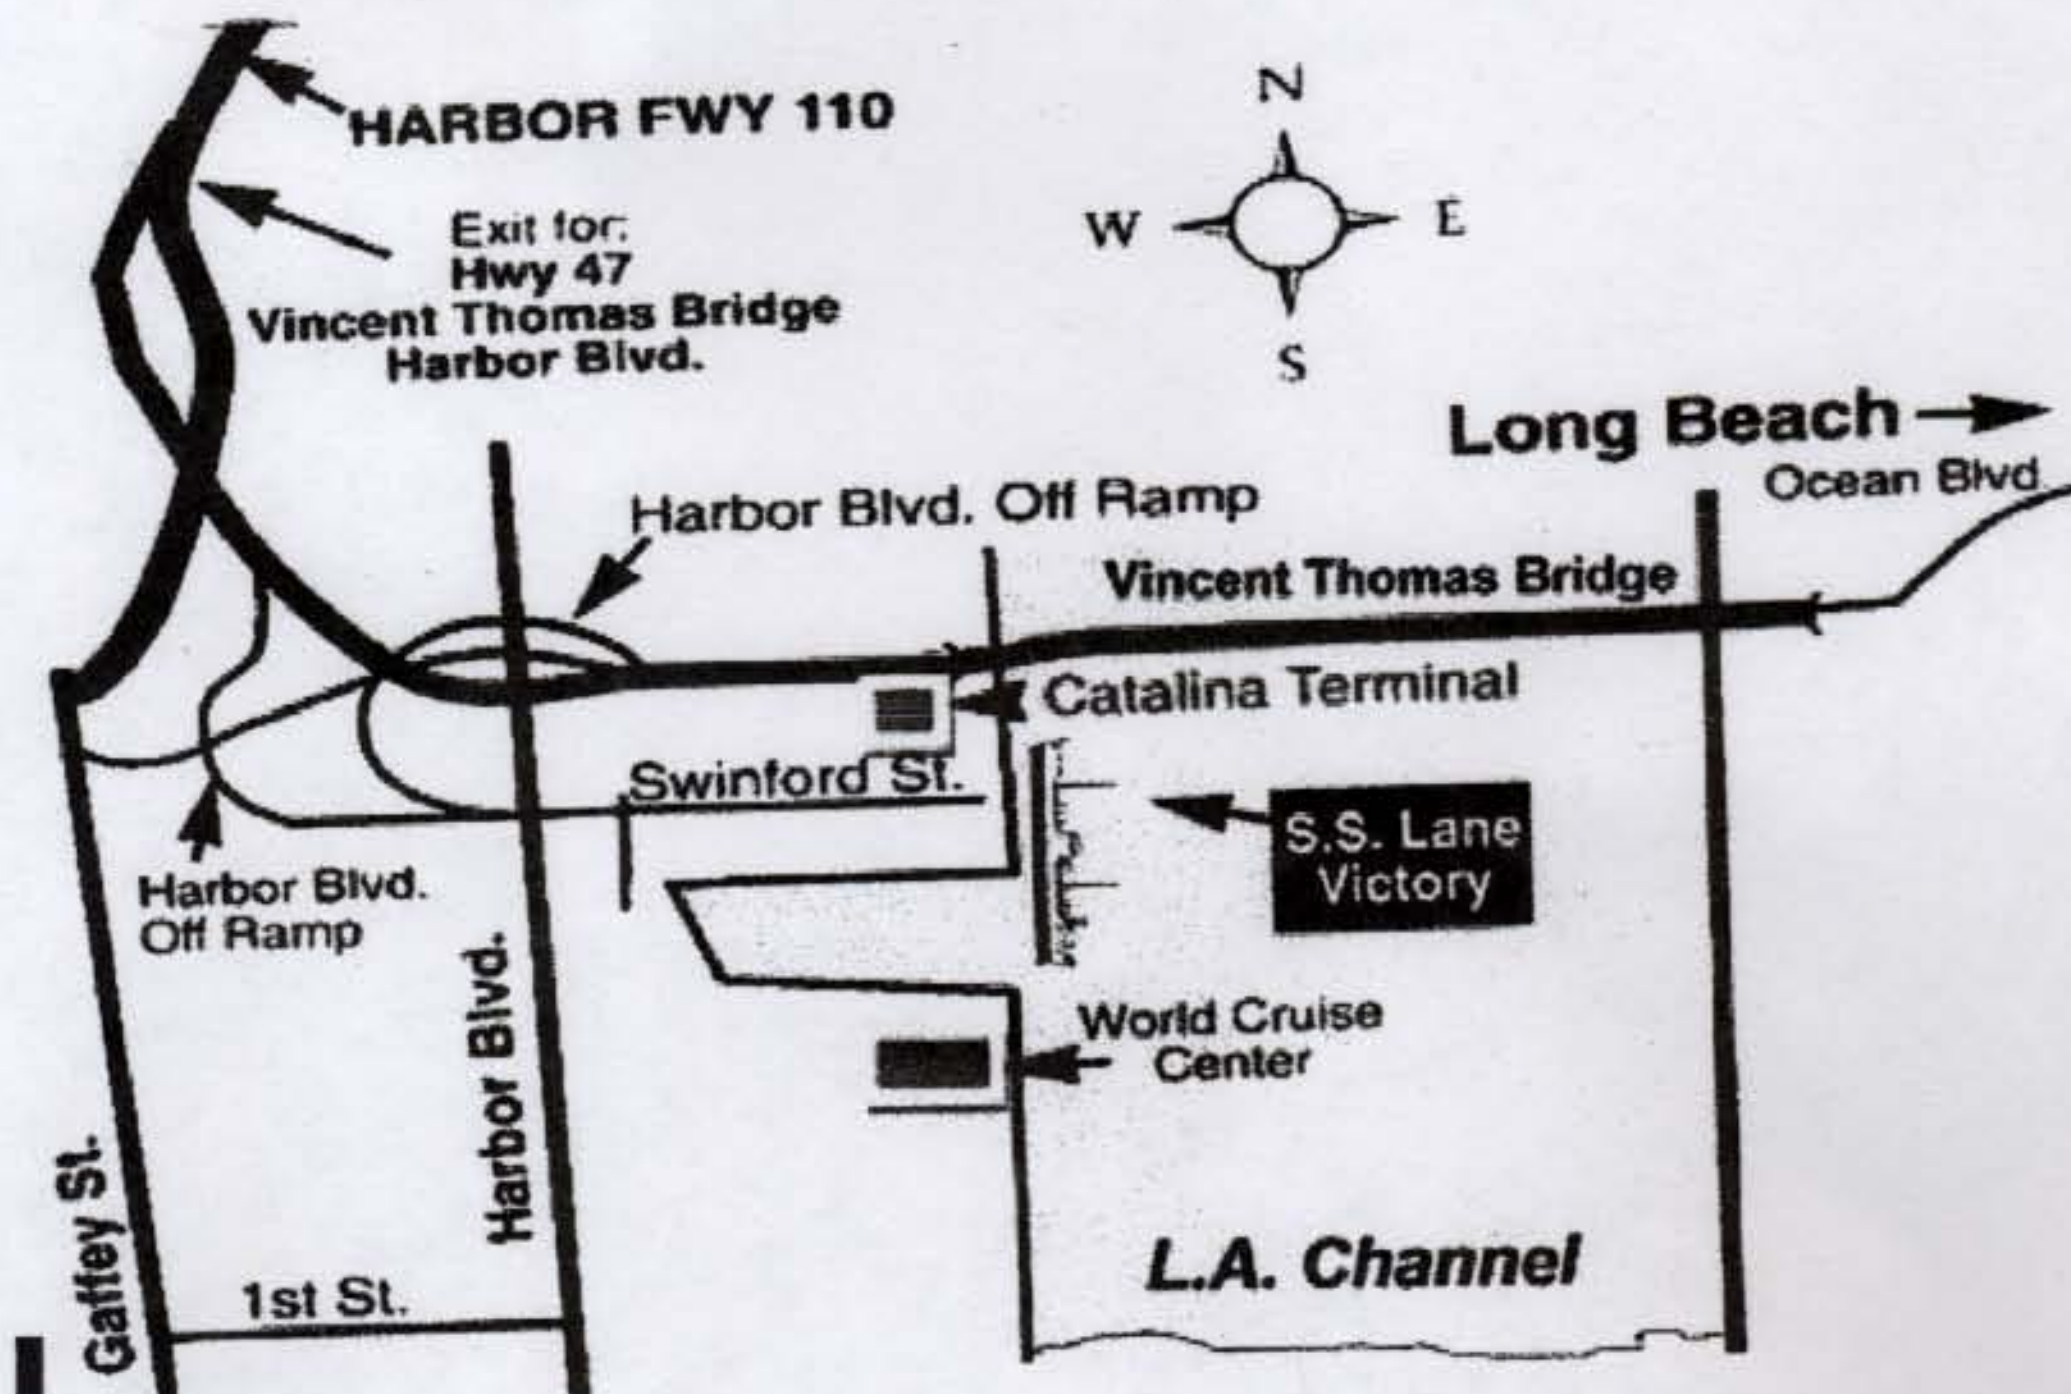 HARBOR FWY 110
N
W
E
S
Exit for:
Hwy 47
Vincent Thomas Bridge
Harbor Blvd.
Long Beach
Ocean Blvd
Harbor Blvd. Off Ramp
Vincent Thomas Bridge
Catalina Terminal
Swinford St.
S.S. Lane
Victory
Harbor Blvd.
Off Ramp
Harbor Blvd.
World Cruise
Center
Gaffey St.
1st St.
L.A. Channel